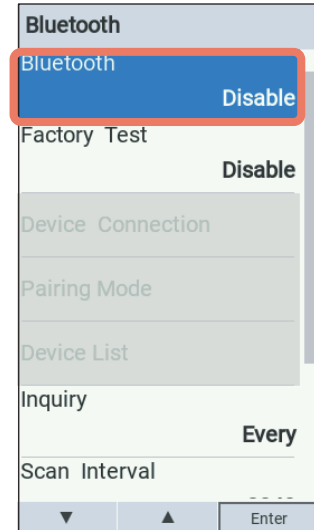 Bluetooth
Bluetooth
Disable
Factory Test
Disable
Device Connection
Pairing Mode
Device List
Inquiry
Every
Scan Interval
▼ ▲ Enter